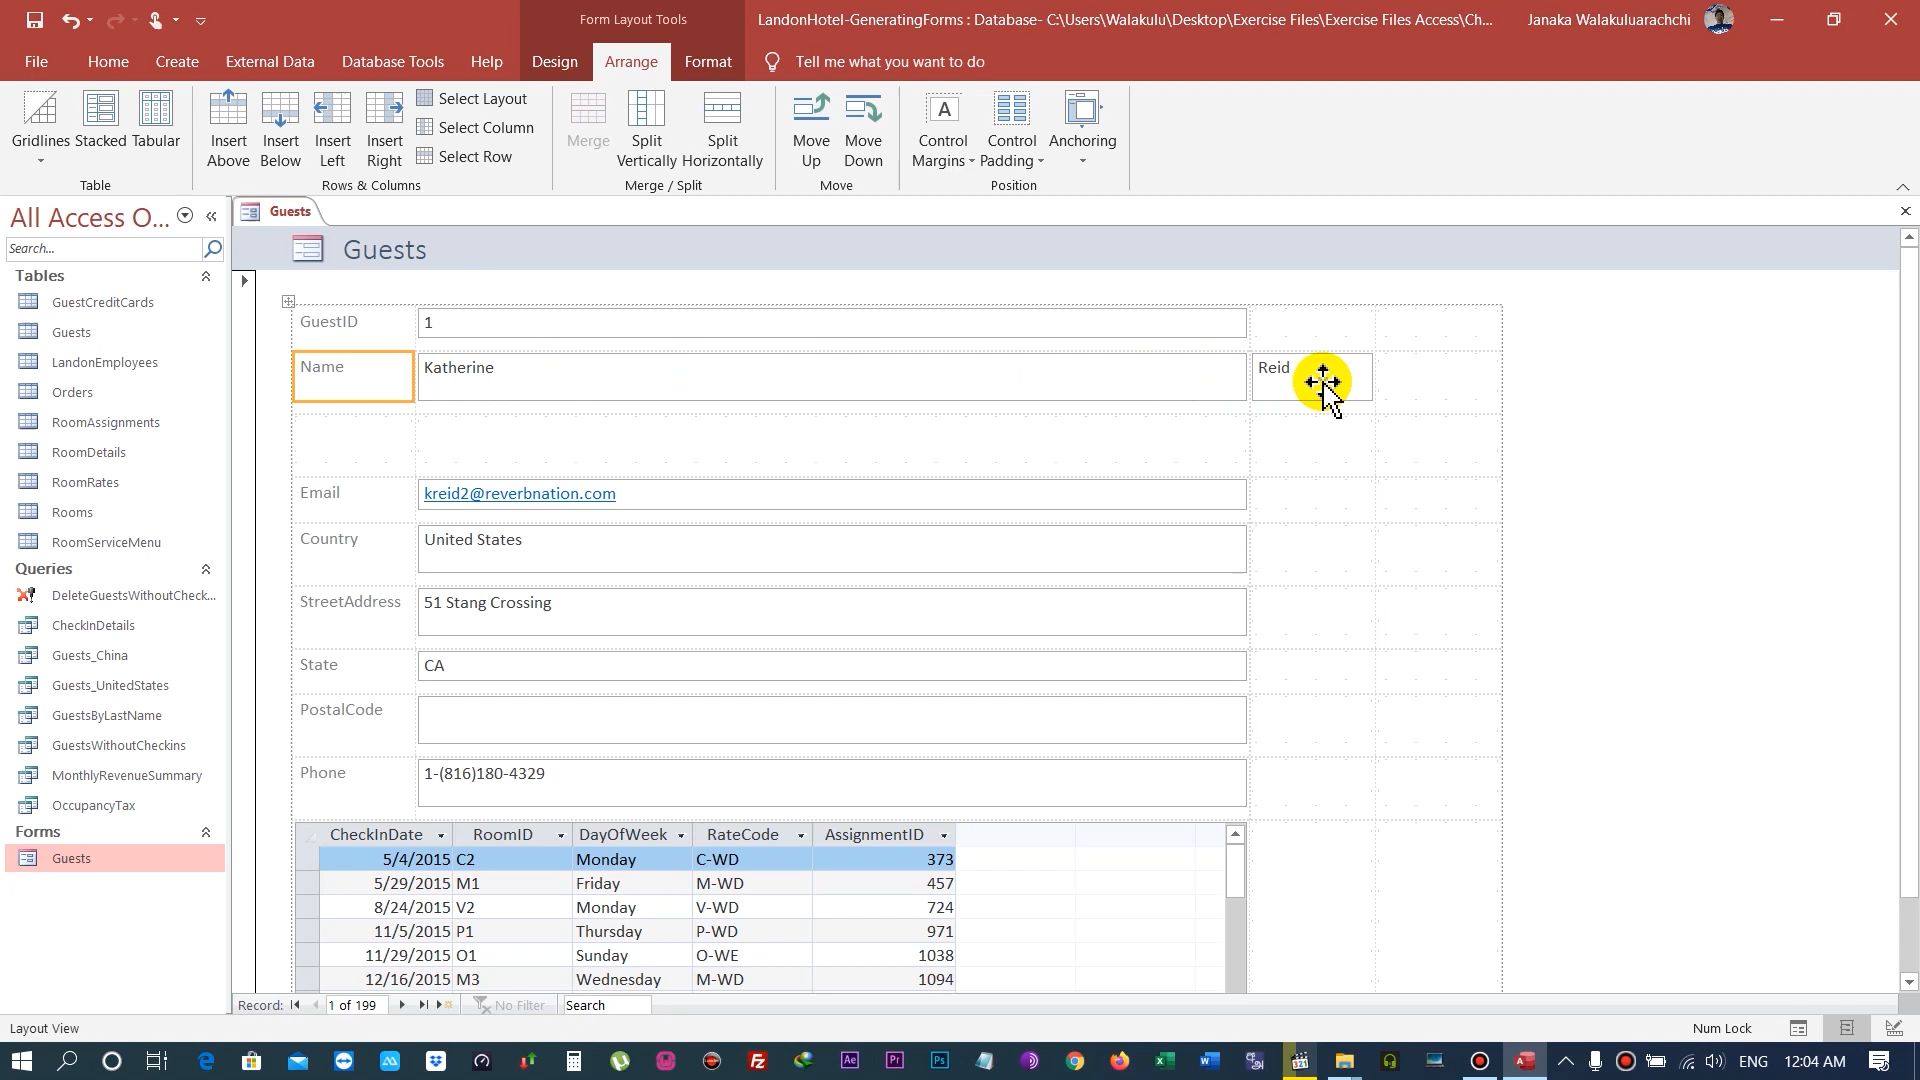 Form Layout Tools
LandonHotel-GeneratingForms : Database- C:\Users\Walakulu\Desktop\Exercise Files\Exercise Files Access\Ch...
Janaka Walakuluarachchi
File
Home
Create
External Data
Database Tools
Help
Design
Arrange
Format
Tell me what you want to do
Gridlines
Stacked
Tabular
Insert Above
Insert Below
Insert Left
Insert Right
Select Layout
Select Column
Select Row
Merge
Split Vertically
Split Horizontally
Move Up
Move Down
A
Control Margins
Control Padding
Anchoring
Table
Rows & Columns
Merge / Split
Move
Position
All Access O...
Search...
Tables
GuestCreditCards
Guests
LandonEmployees
Orders
RoomAssignments
RoomDetails
RoomRates
Rooms
RoomServiceMenu
Queries
DeleteGuestsWithoutCheck...
CheckInDetails
Guests_China
Guests_UnitedStates
GuestsByLastName
GuestsWithoutCheckins
MonthlyRevenueSummary
OccupancyTax
Forms
Guests
Guests
Guests
GuestID 1
Name Katherine Reid
Email kreid2@reverbnation.com
Country United States
StreetAddress 51 Stang Crossing
State CA
PostalCode
Phone 1-(816)180-4329
CheckInDate RoomID DayOfWeek RateCode AssignmentID
5/4/2015 C2 Monday C-WD 373
5/29/2015 M1 Friday M-WD 457
8/24/2015 V2 Monday V-WD 724
11/5/2015 P1 Thursday P-WD 971
11/29/2015 O1 Sunday O-WE 1038
12/16/2015 M3 Wednesday M-WD 1094
Record: 1 of 199 No Filter Search
Layout View
Num Lock
Ae
Pr
Ps
321
ENG
12:04 AM